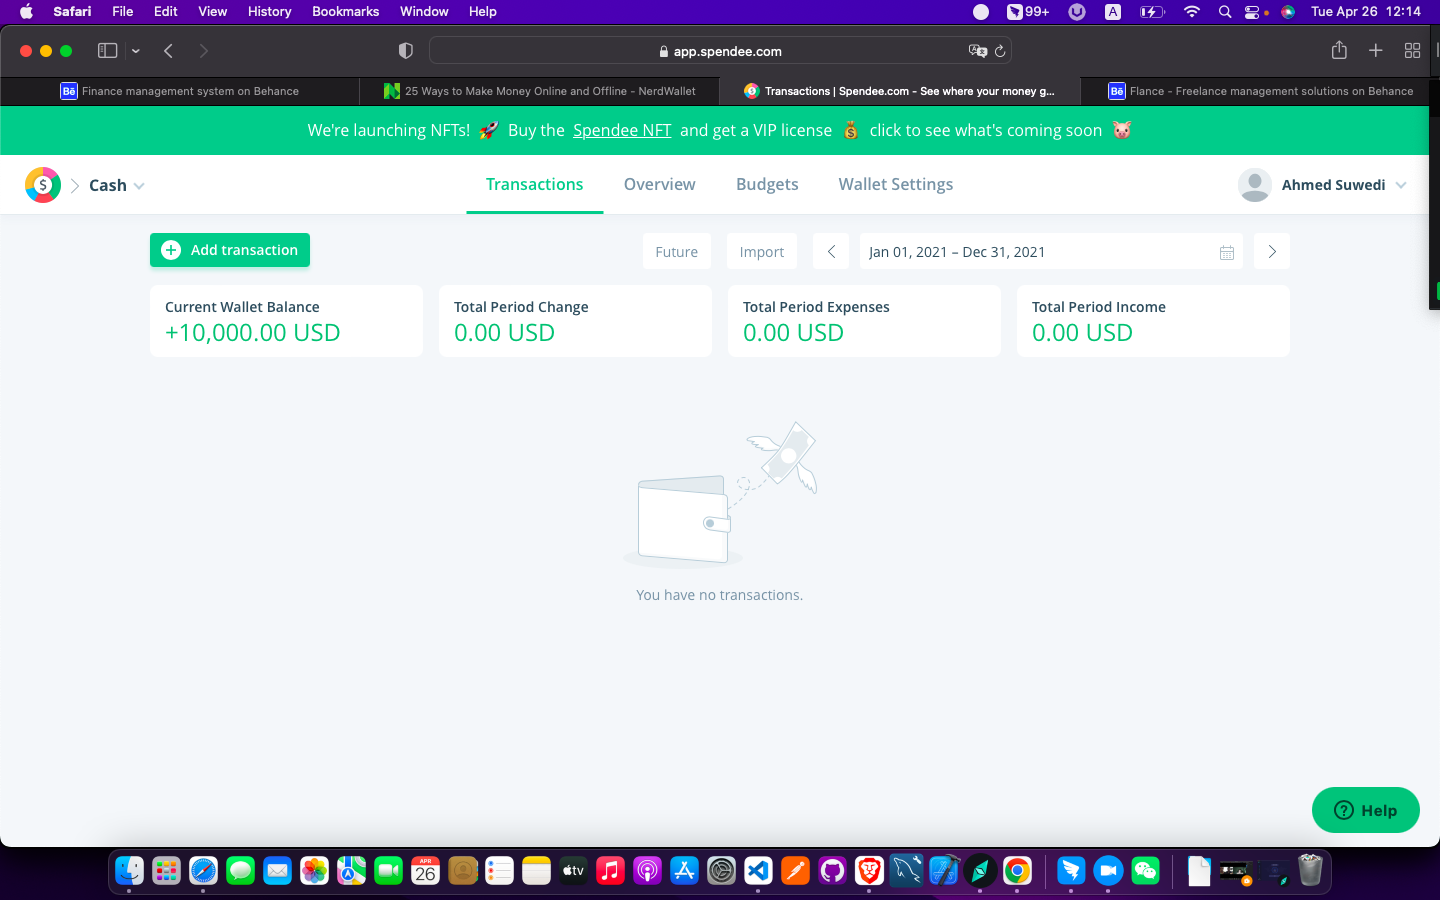 Safari File Edit View History Bookmarks Window Help 99+ A Tue Apr 26 12:14
app.spendee.com
Bē Finance management system on Behance
25 Ways to Make Money Online and Offline - NerdWallet
Transactions | Spendee.com - See where your money g...
Bē Flance - Freelance management solutions on Behance
We're launching NFTs! 🚀 Buy the Spendee NFT and get a VIP license 💰 click to see what's coming soon 🐷
$ Cash
Transactions Overview Budgets Wallet Settings
Ahmed Suwedi
Add transaction
Future Import Jan 01, 2021 – Dec 31, 2021
Current Wallet Balance
+10,000.00 USD
Total Period Change
0.00 USD
Total Period Expenses
0.00 USD
Total Period Income
0.00 USD
You have no transactions.
? Help
APR
26
tv